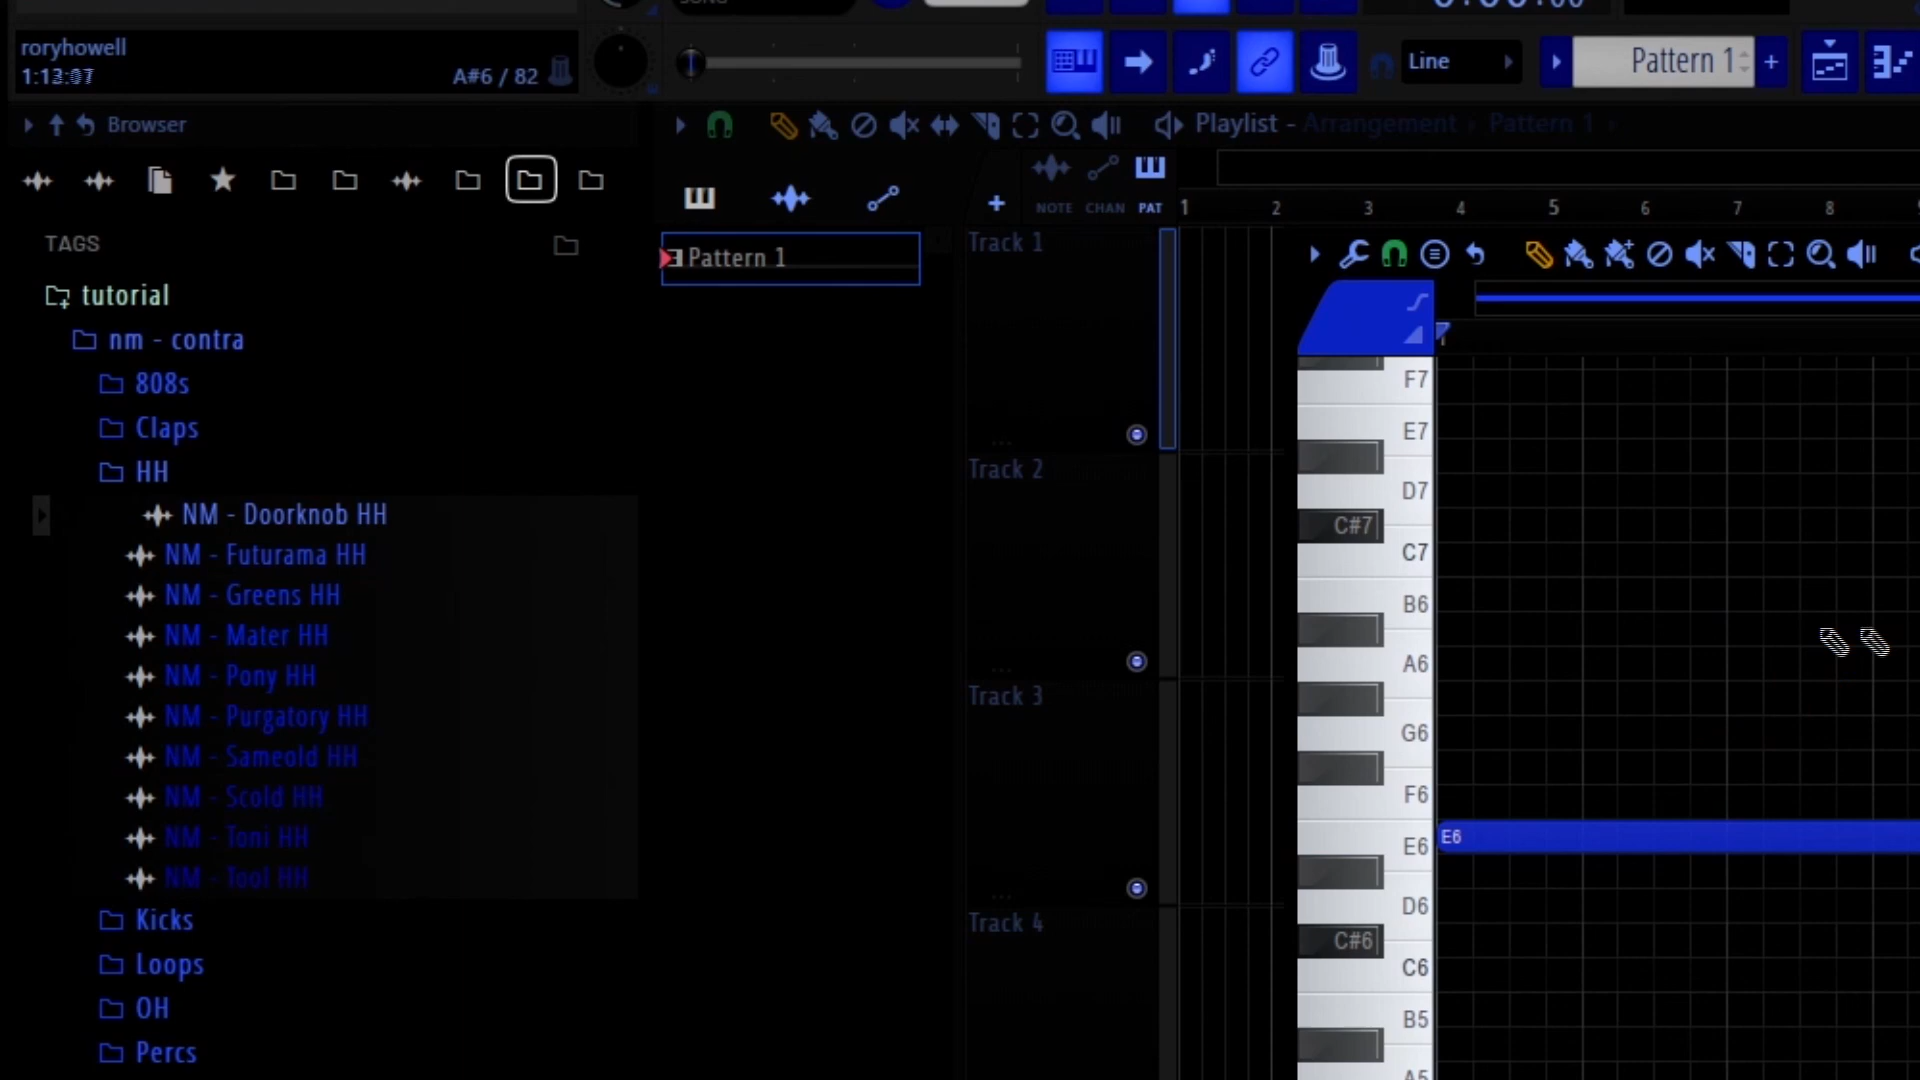 roryhowell
1:13:07
A#6 / 82
Line
Pattern 1
+
Browser
Playlist - Arrangement › Pattern 1 ›
TAGS
tutorial
nm - contra
808s
Claps
HH
NM - Doorknob HH
NM - Futurama HH
NM - Greens HH
NM - Mater HH
NM - Pony HH
NM - Purgatory HH
NM - Sameold HH
NM - Scold HH
NM - Toni HH
NM - Tool HH
Kicks
Loops
OH
Percs
Pattern 1
+
NOTE CHAN PAT
1 2 3 4 5 6 7 8
Track 1
Track 2
Track 3
Track 4
F7
E7
D7
C#7
C7
B6
A6
G6
F6
E6
E6
D6
C#6
C6
B5
A5